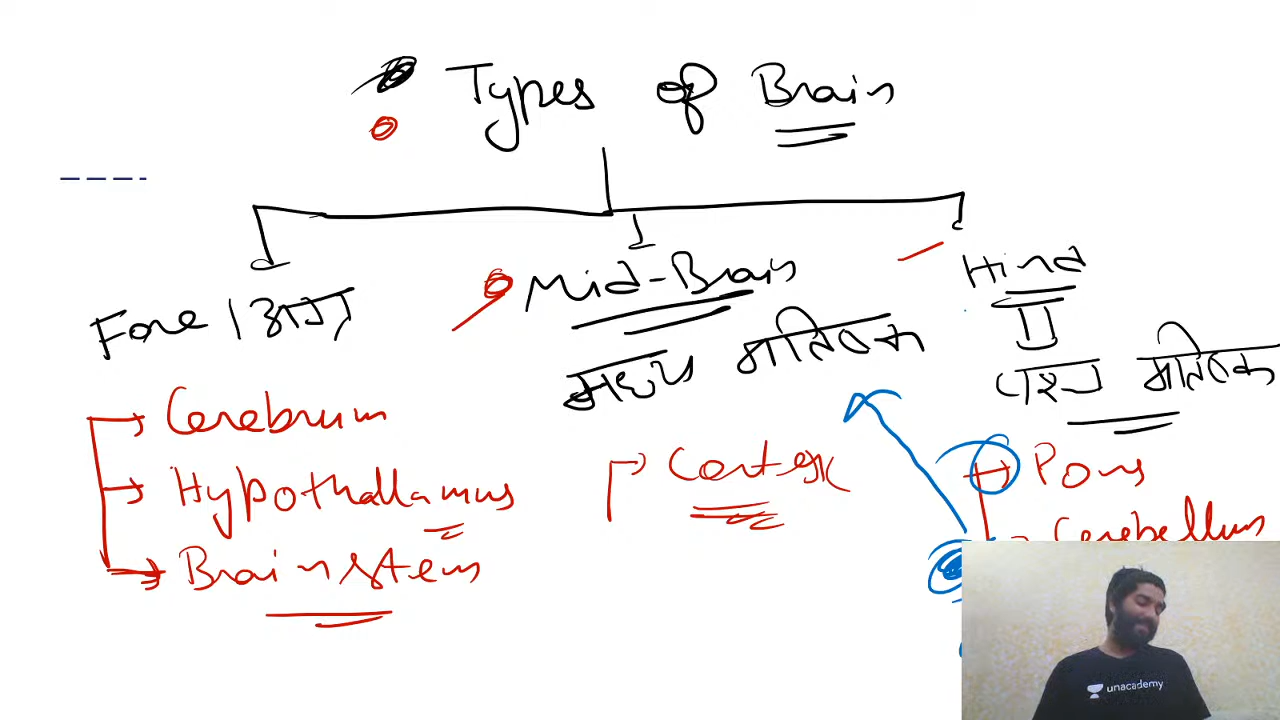 Types of Brain
Fore / अग्र
Mid-Brain
मध्य मस्तिष्क
Hind
पश्च मस्तिष्क
Cerebrum
Hypothallamus
Brain stem
Cortex
Pons
Cerebellum
unacademy